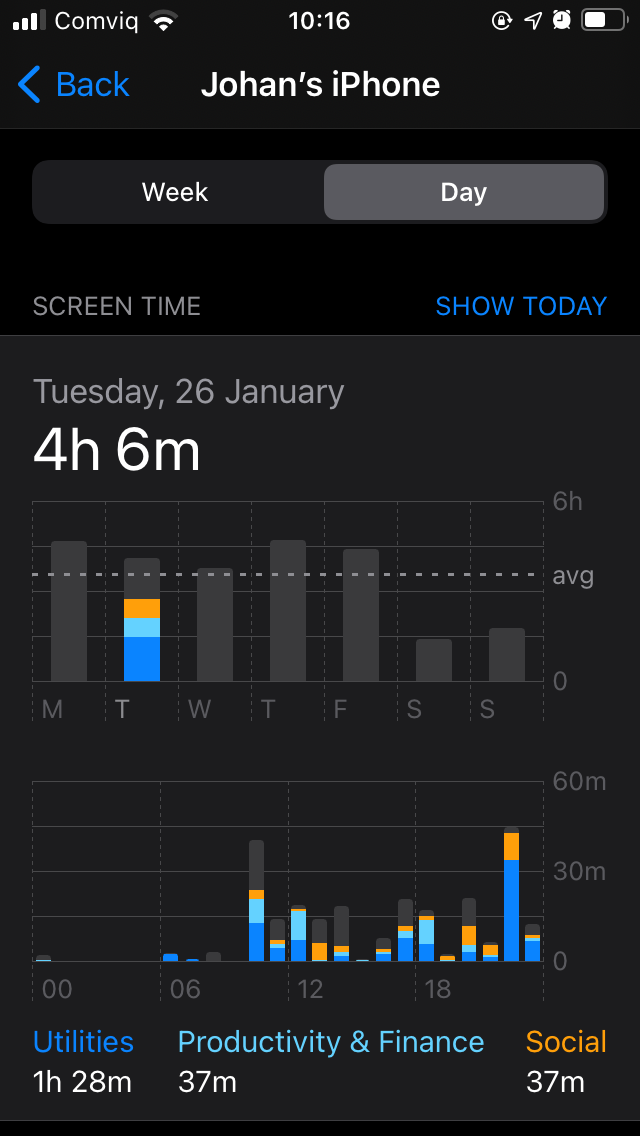 Comviq 10:16
Back Johan’s iPhone
Week Day
SCREEN TIME SHOW TODAY
Tuesday, 26 January
4h 6m
6h
avg
0
M T W T F S S
60m
30m
0
00 06 12 18
Utilities Productivity & Finance Social
1h 28m 37m 37m